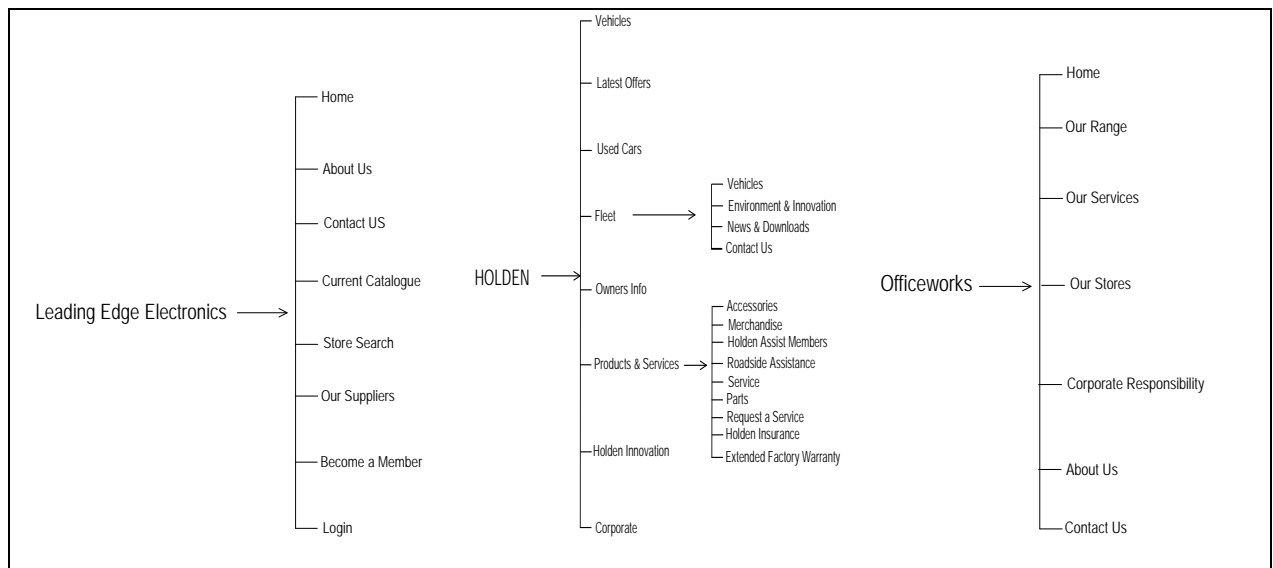 Leading Edge Electronics
Home
About Us
Contact US
Current Catalogue
Store Search
Our Suppliers
Become a Member
Login
HOLDEN
Vehicles
Latest Offers
Used Cars
Fleet
Vehicles
Environment & Innovation
News & Downloads
Contact Us
Owners Info
Products & Services
Accessories
Merchandise
Holden Assist Members
Roadside Assistance
Service
Parts
Request a Service
Holden Insurance
Extended Factory Warranty
Holden Innovation
Corporate
Officeworks
Home
Our Range
Our Services
Our Stores
Corporate Responsibility
About Us
Contact Us